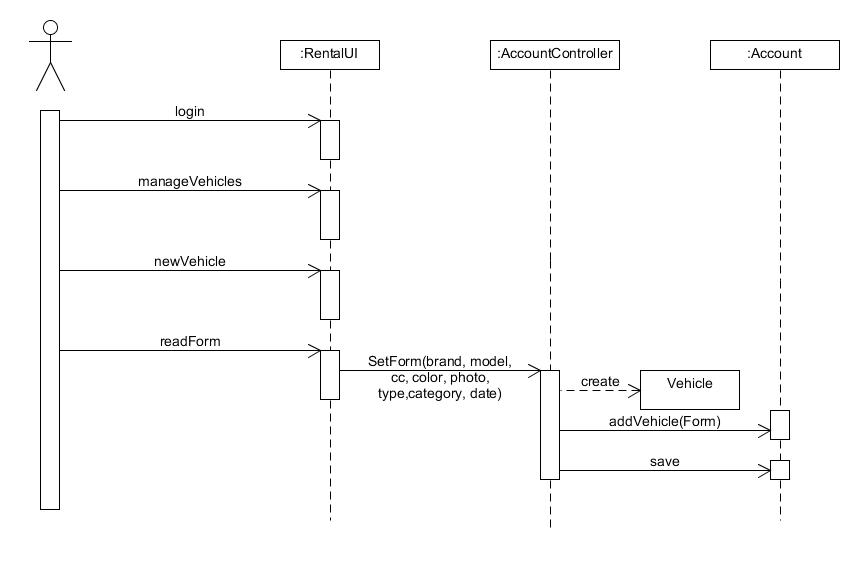 :RentalUI
:AccountController
:Account
login
manageVehicles
newVehicle
readForm
SetForm(brand, model,
cc, color, photo,
type,category, date)
create
Vehicle
addVehicle(Form)
save